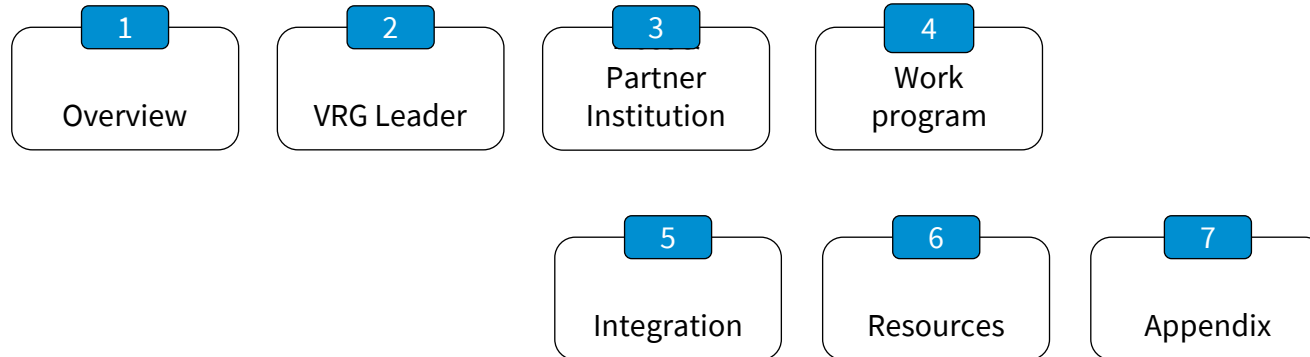 1
Overview
2
VRG Leader
3
Partner
Institution
4
Work
program
5
Integration
6
Resources
7
Appendix